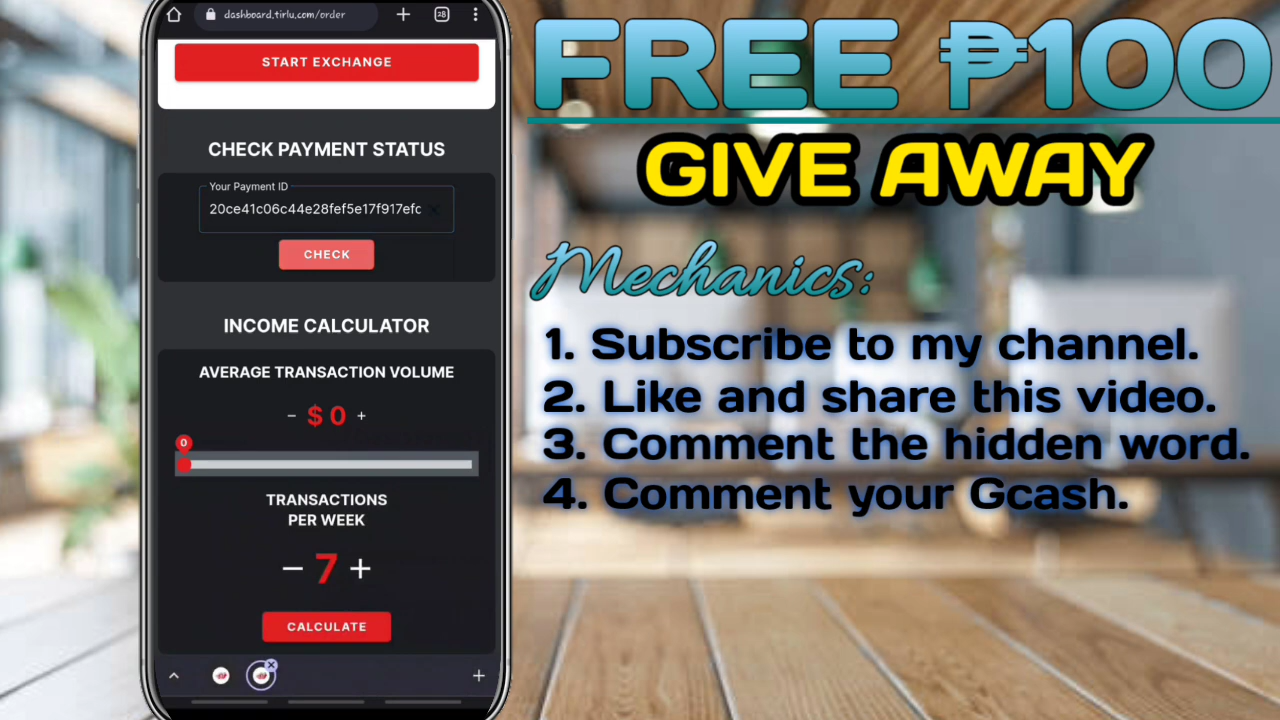 dashboard.tirlu.com/order
28
START EXCHANGE
CHECK PAYMENT STATUS
Your Payment ID
20ce41c06c44e28fef5e17f917efc
CHECK
INCOME CALCULATOR
AVERAGE TRANSACTION VOLUME
− $ 0 +
0
TRANSACTIONS
PER WEEK
− 7 +
CALCULATE
FREE ₱100
GIVE AWAY
Mechanics:
1. Subscribe to my channel.
2. Like and share this video.
3. Comment the hidden word.
4. Comment your Gcash.